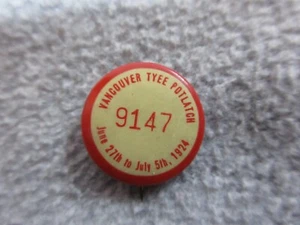 VANCOUVER TYEE POTLATCH
9147
June 27th to July 5th, 1924